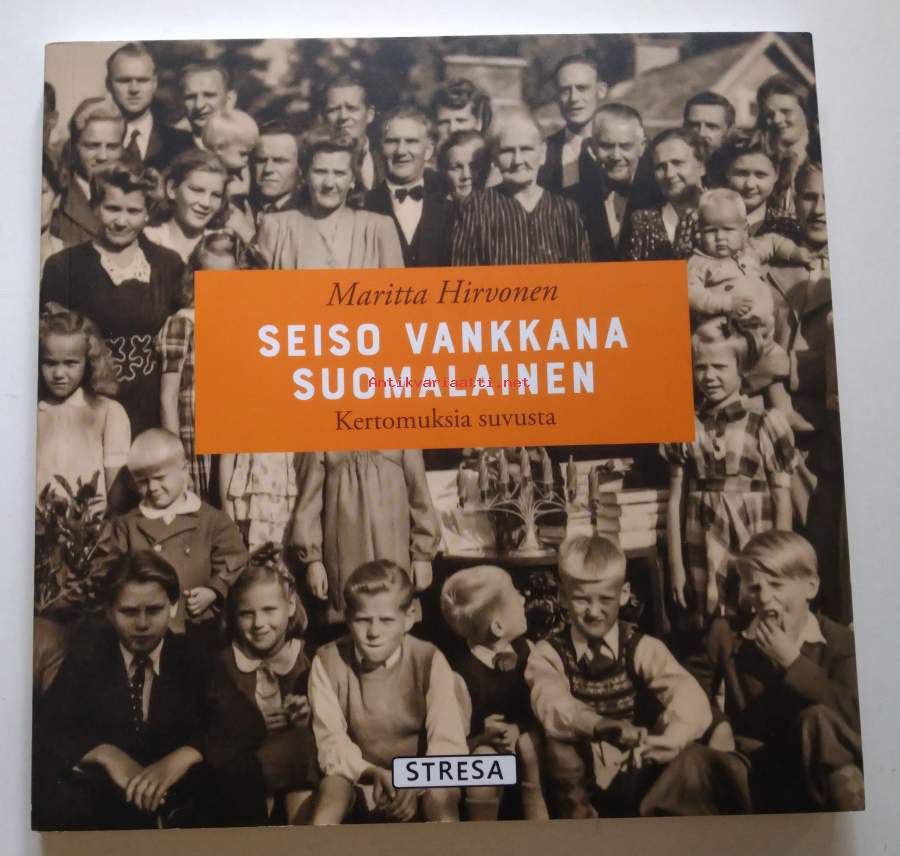 Maritta Hirvonen
SEISO VANKKANA
SUOMALAINEN
Antikvariaatti.net
Kertomuksia suvusta
STRESA